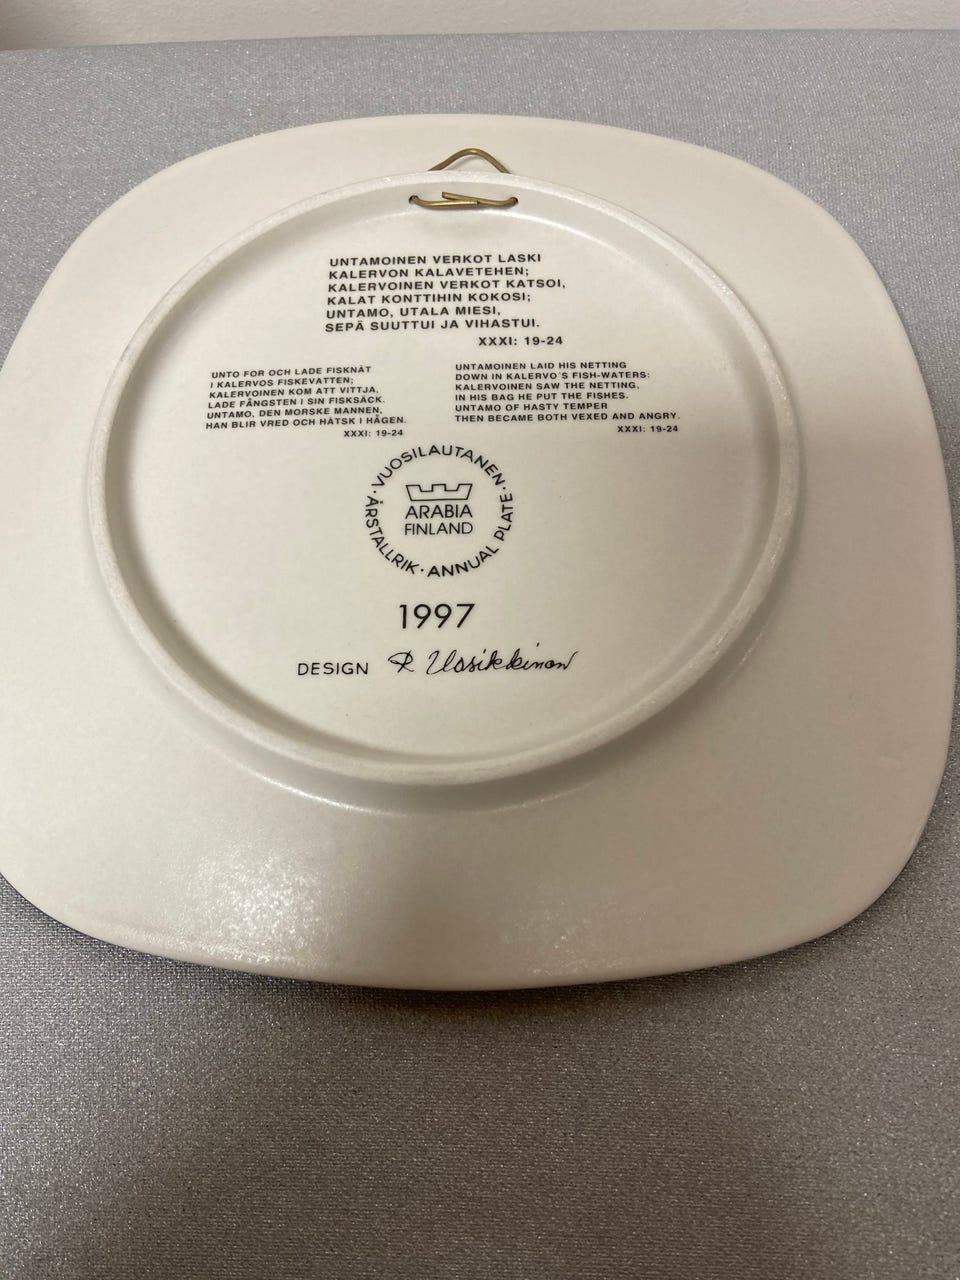 UNTAMOINEN VERKOT LASKI
KALERVON KALAVETEHEN;
KALERVOINEN VERKOT KATSOI,
KALAT KONTTIHIN KOKOSI;
UNTAMO, UTALA MIESI,
SEPÄ SUUTTUI JA VIHASTUI.
XXXI: 19-24
UNTO FOR OCH LADE FISKNÄT
I KALERVOS FISKEVATTEN;
KALERVOINEN KOM ATT VITTJA,
LADE FÅNGSTEN I SIN FISKSÄCK.
UNTAMO, DEN MORSKE MANNEN,
HAN BLIR VRED OCH HÄTSK I HÅGEN.
XXXI: 19-24
UNTAMOINEN LAID HIS NETTING
DOWN IN KALERVO´S FISH-WATERS:
KALERVOINEN SAW THE NETTING,
IN HIS BAG HE PUT THE FISHES.
UNTAMO OF HASTY TEMPER
THEN BECAME BOTH VEXED AND ANGRY.
XXXI: 19-24
· VUOSILAUTANEN · ANNUAL PLATE · ÅRSTALLRIK
ARABIA
FINLAND
1997
DESIGN R Uosikkinen